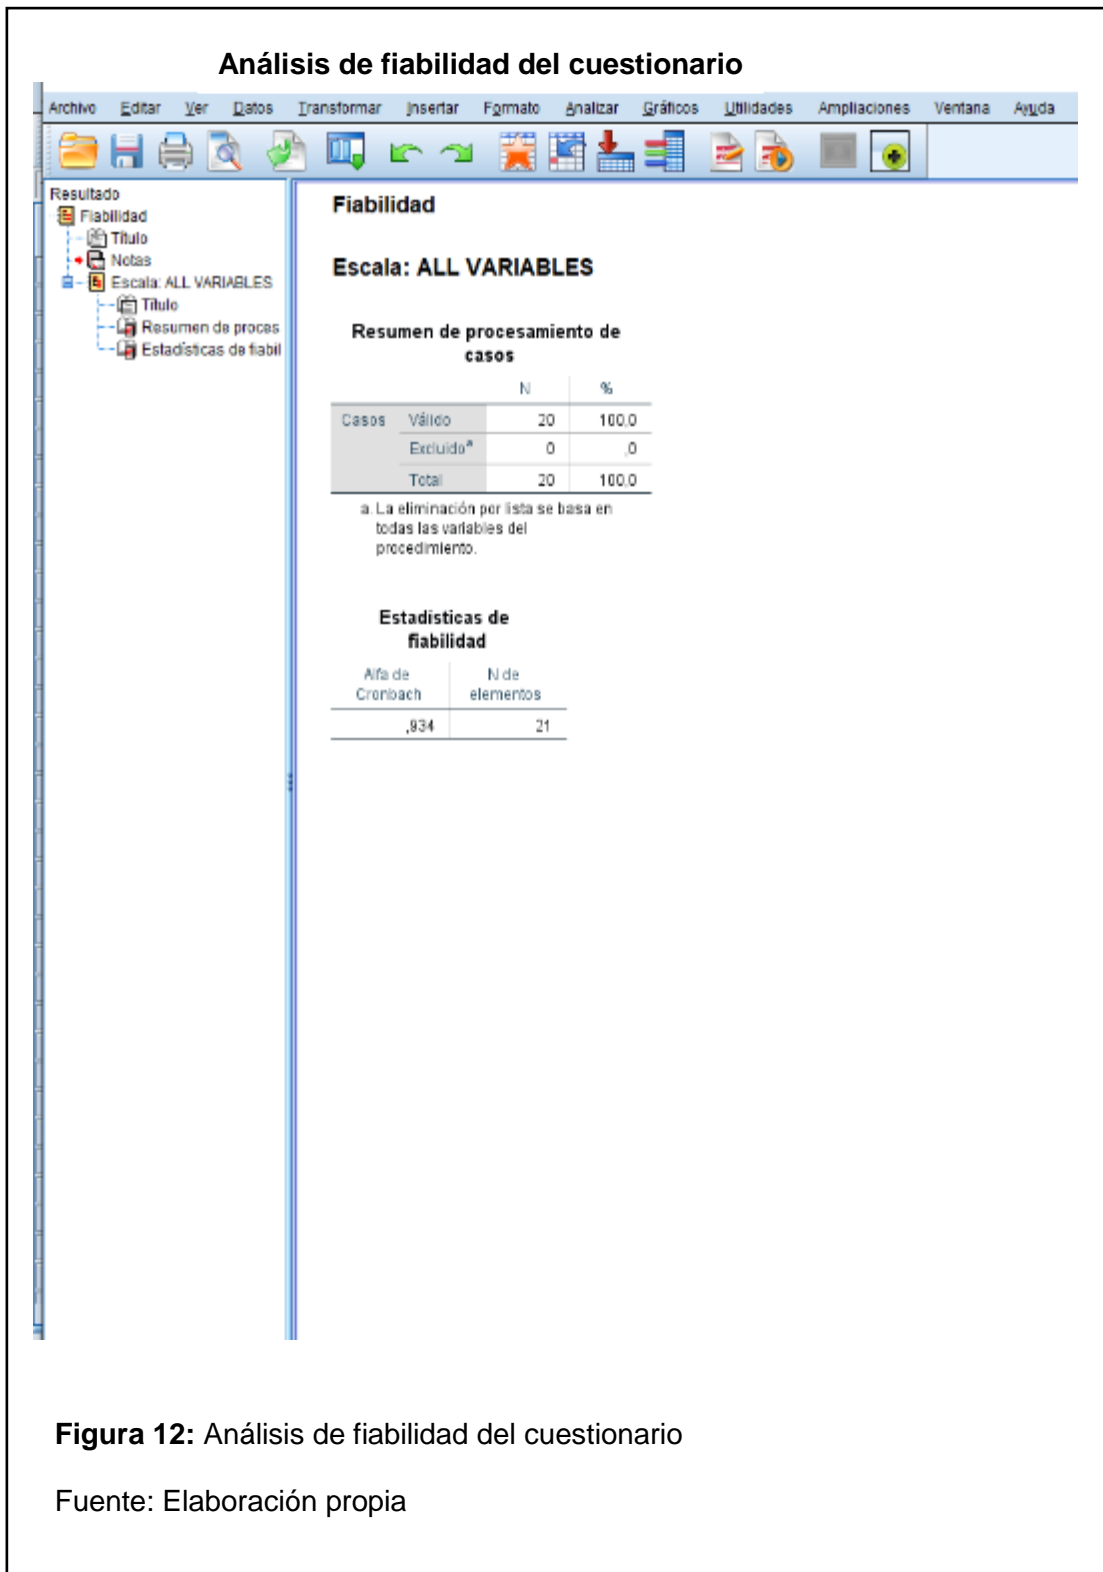 Análisis de fiabilidad del cuestionario
Archivo Editar Ver Datos Transformar Insertar Formato Analizar Gráficos Utilidades Ampliaciones Ventana Ayuda
Resultado
Fiabilidad
Título
Notas
Escala: ALL VARIABLES
Título
Resumen de proces
Estadísticas de fiabil
Fiabilidad
Escala: ALL VARIABLES
Resumen de procesamiento de
casos
N %
Casos Válido 20 100,0
Excluido a 0 ,0
Total 20 100,0
a. La eliminación por lista se basa en
todas las variables del
procedimiento.
Estadísticas de
fiabilidad
Alfa de N de
Cronbach elementos
,934 21
Figura 12: Análisis de fiabilidad del cuestionario
Fuente: Elaboración propia